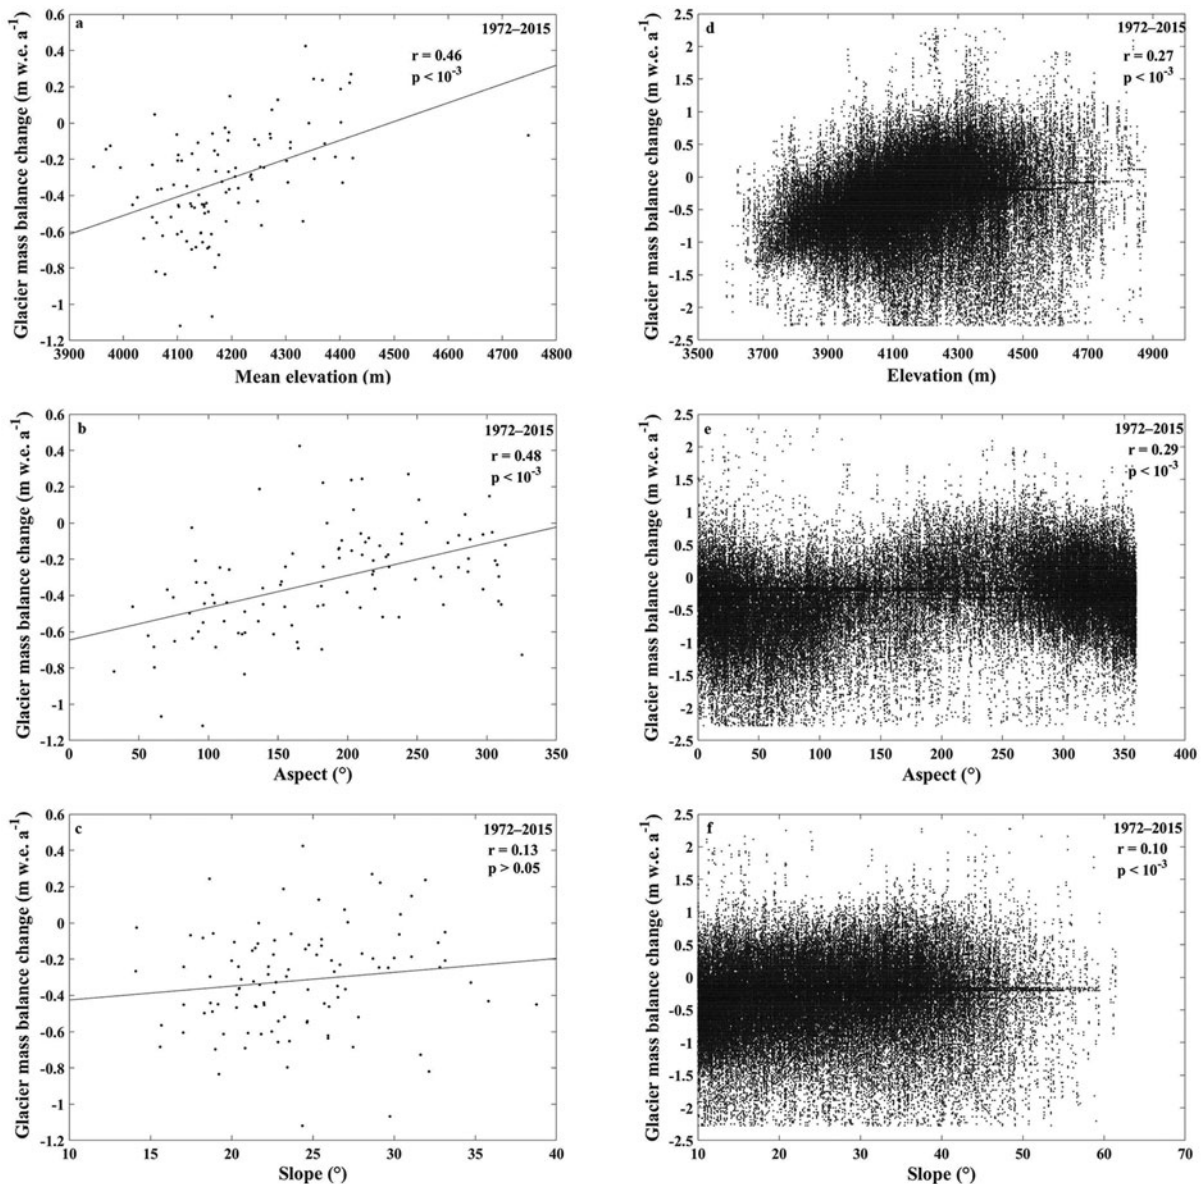 a
1972–2015
r = 0.46
p < 10-3
Glacier mass balance change (m w.e. a-1)
0.6
0.4
0.2
0
-0.2
-0.4
-0.6
-0.8
-1
-1.2
3900 4000 4100 4200 4300 4400 4500 4600 4700 4800
Mean elevation (m)
d
1972–2015
r = 0.27
p < 10-3
Glacier mass balance change (m w.e. a-1)
2.5
2
1.5
1
0.5
0
-0.5
-1
-1.5
-2
-2.5
3500 3700 3900 4100 4300 4500 4700 4900
Elevation (m)
b
1972–2015
r = 0.48
p < 10-3
Glacier mass balance change (m w.e. a-1)
0.6
0.4
0.2
0
-0.2
-0.4
-0.6
-0.8
-1
-1.2
0 50 100 150 200 250 300 350
Aspect (°)
e
1972–2015
r = 0.29
p < 10-3
Glacier mass balance change (m w.e. a-1)
2.5
2
1.5
1
0.5
0
-0.5
-1
-1.5
-2
-2.5
0 50 100 150 200 250 300 350 400
Aspect (°)
c
1972–2015
r = 0.13
p > 0.05
Glacier mass balance change (m w.e. a-1)
0.6
0.4
0.2
0
-0.2
-0.4
-0.6
-0.8
-1
-1.2
10 15 20 25 30 35 40
Slope (°)
f
1972–2015
r = 0.10
p < 10-3
Glacier mass balance change (m w.e. a-1)
2.5
2
1.5
1
0.5
0
-0.5
-1
-1.5
-2
-2.5
10 20 30 40 50 60 70
Slope (°)